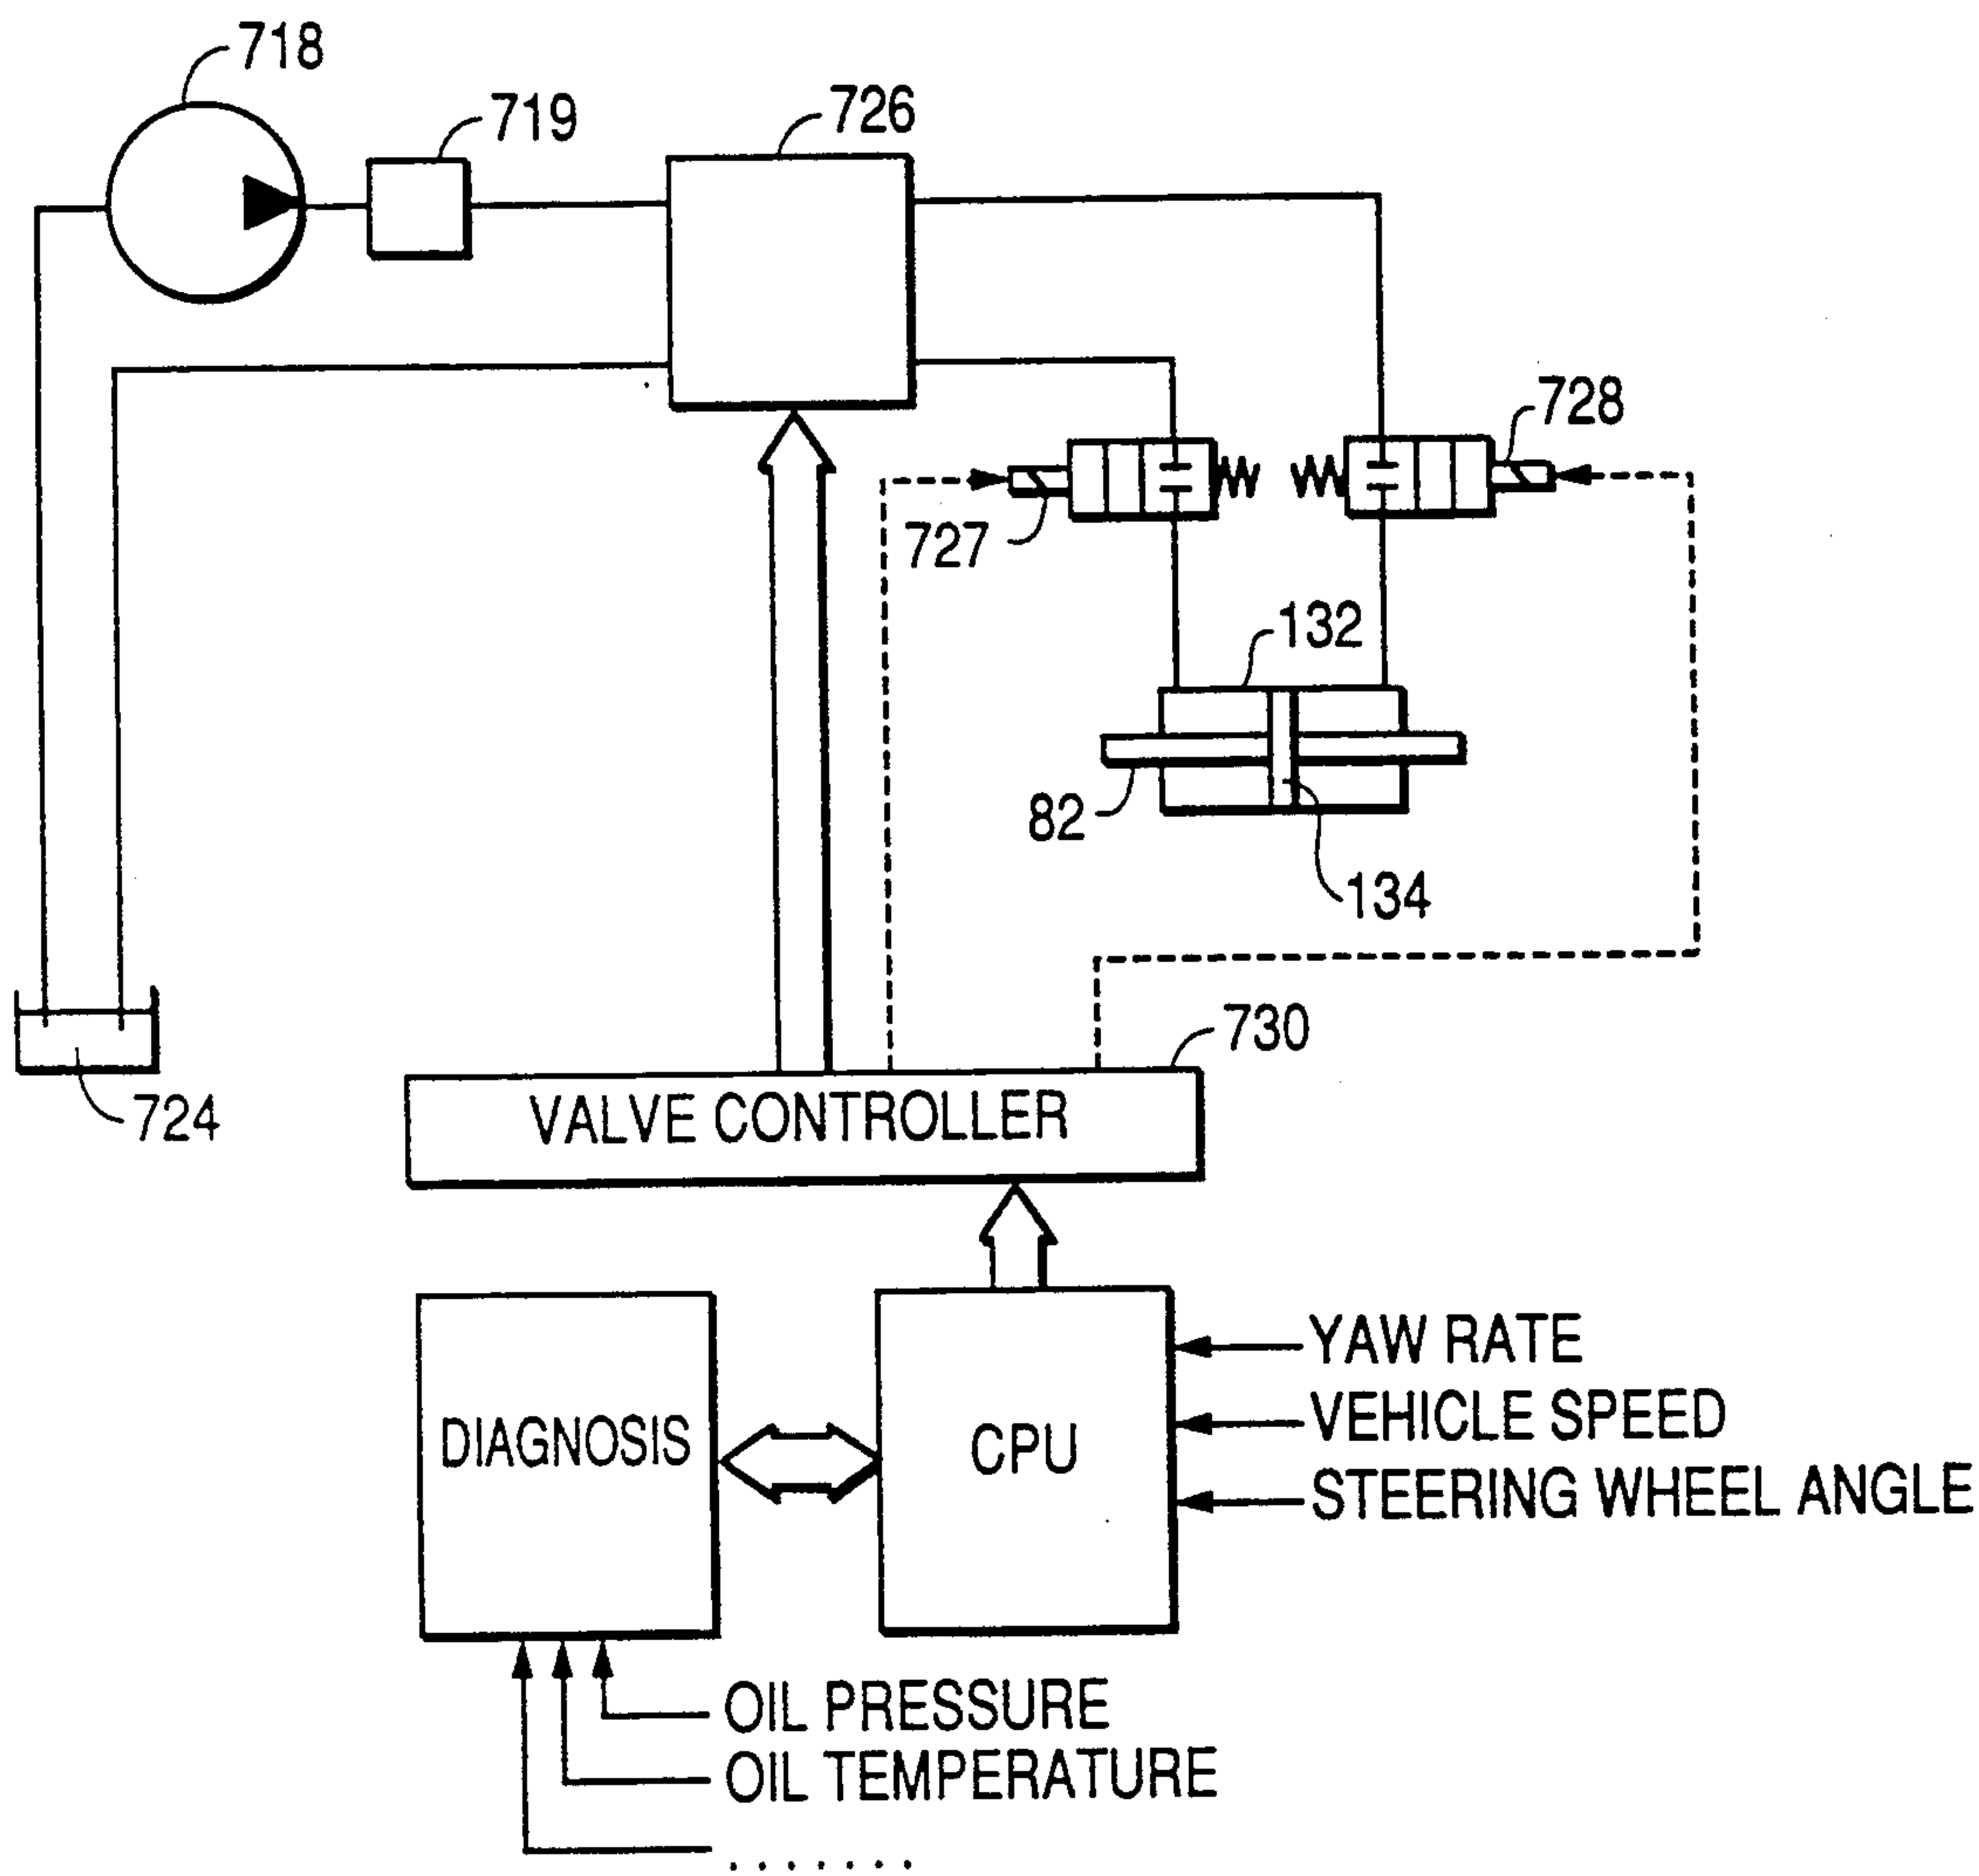 718
719
726
728
727
132
82
134
730
VALVE CONTROLLER
724
DIAGNOSIS
CPU
YAW RATE
VEHICLE SPEED
STEERING WHEEL ANGLE
OIL PRESSURE
OIL TEMPERATURE
.......